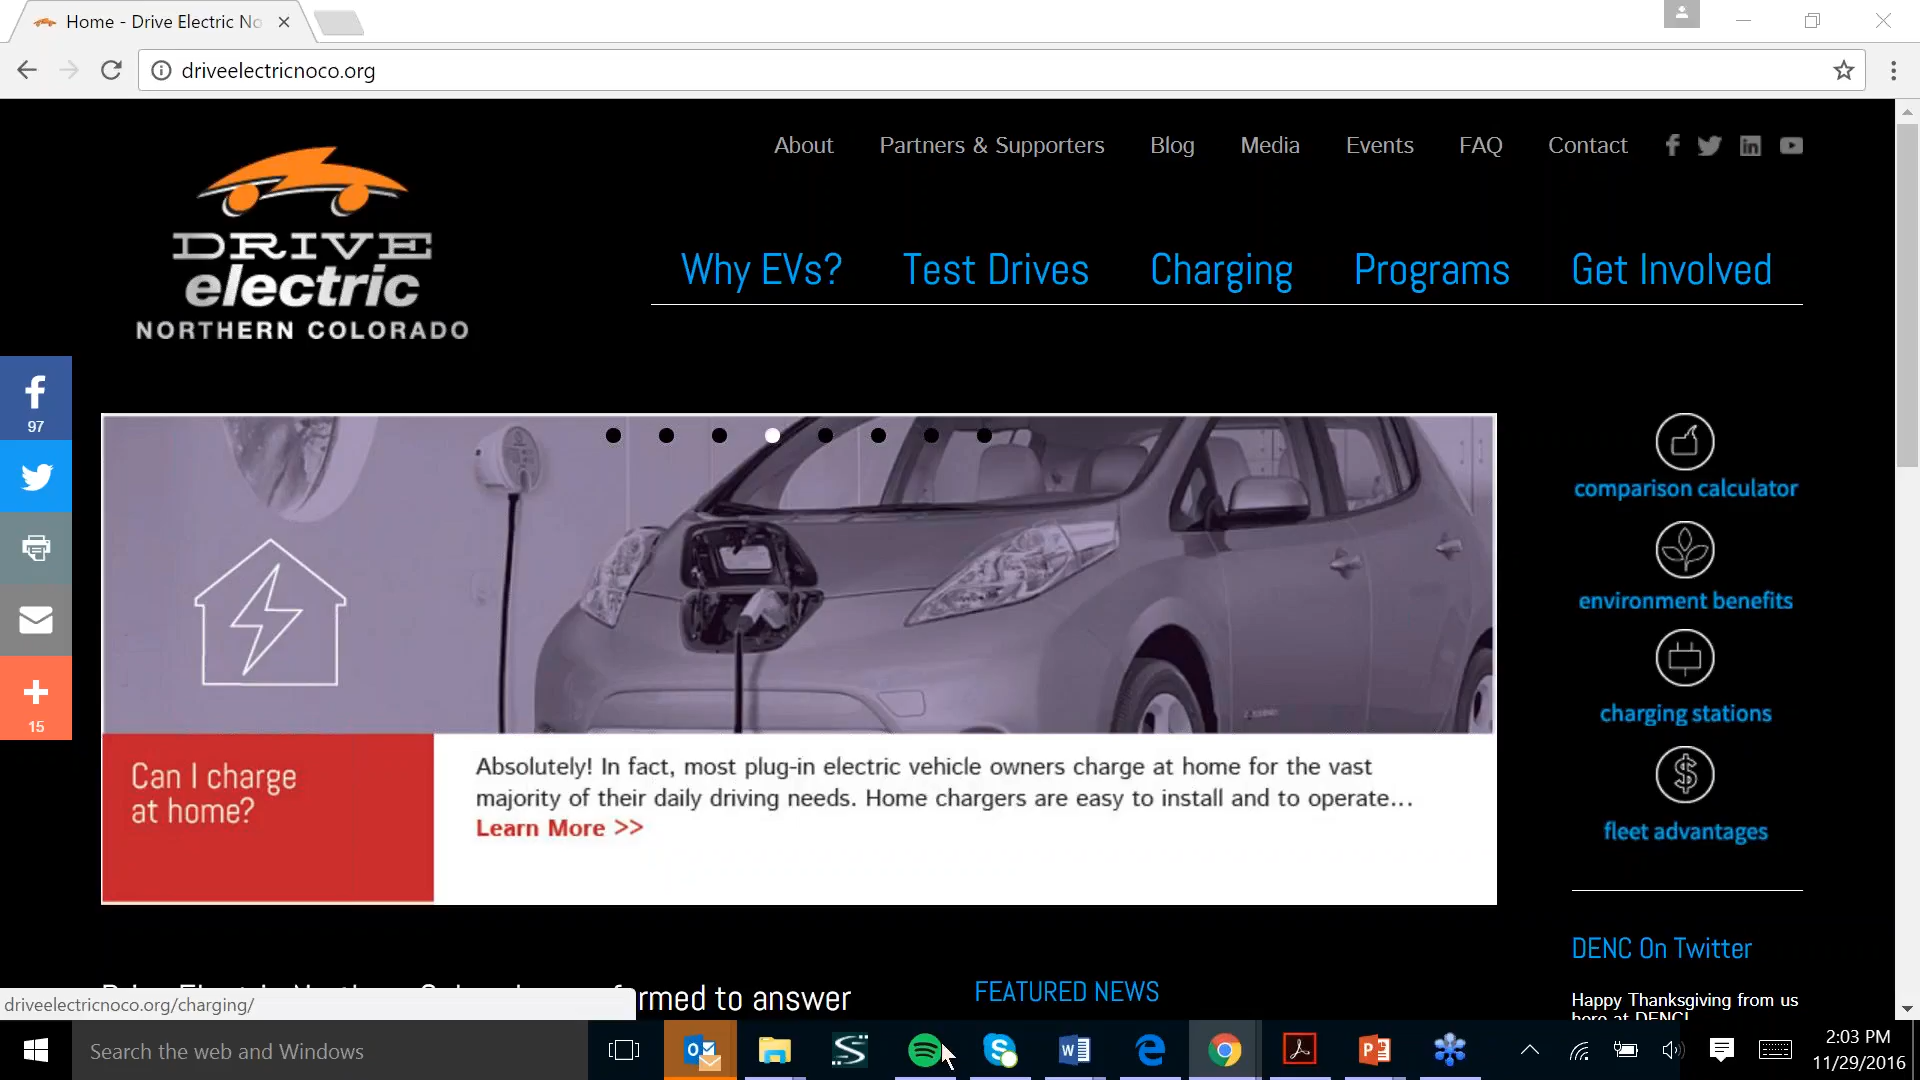 Home - Drive Electric No
driveelectricnoco.org
About Partners & Supporters Blog Media Events FAQ Contact
DRIVE
electric
NORTHERN COLORADO
Why EVs? Test Drives Charging Programs Get Involved
97
15
comparison calculator
environment benefits
charging stations
fleet advantages
Can I charge
at home?
Absolutely! In fact, most plug-in electric vehicle owners charge at home for the vast
majority of their daily driving needs. Home chargers are easy to install and to operate...
Learn More >>
DENC On Twitter
Happy Thanksgiving from us
here at DENC!
formed to answer
FEATURED NEWS
driveelectricnoco.org/charging/
Search the web and Windows
2:03 PM
11/29/2016